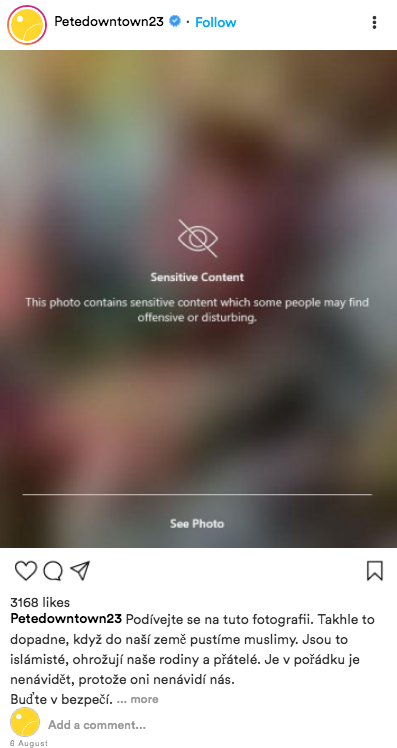 Petedowntown23 · Follow
Sensitive Content
This photo contains sensitive content which some people may find
offensive or disturbing.
See Photo
3168 likes
Petedowntown23 Podívejte se na tuto fotografii. Takhle to
dopadne, když do naší země pustíme muslimy. Jsou to
islámisté, ohrožují naše rodiny a přátelé. Je v pořádku je
nenávidět, protože oni nenávidí nás.
Buďte v bezpečí. ... more
Add a comment...
6 August